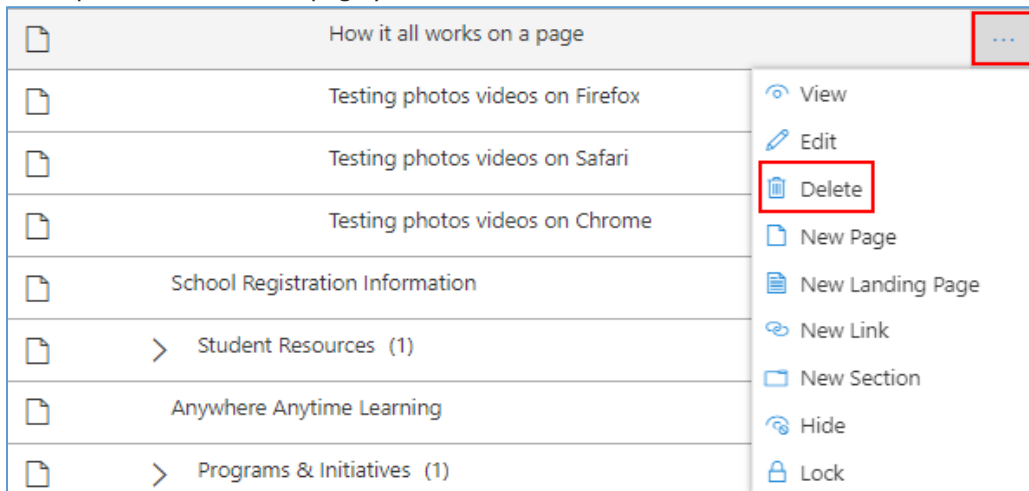 How it all works on a page
...
Testing photos videos on Firefox
View
Edit
Testing photos videos on Safari
Delete
Testing photos videos on Chrome
New Page
School Registration Information
New Landing Page
New Link
Student Resources (1)
New Section
Anywhere Anytime Learning
Hide
Programs & Initiatives (1)
Lock